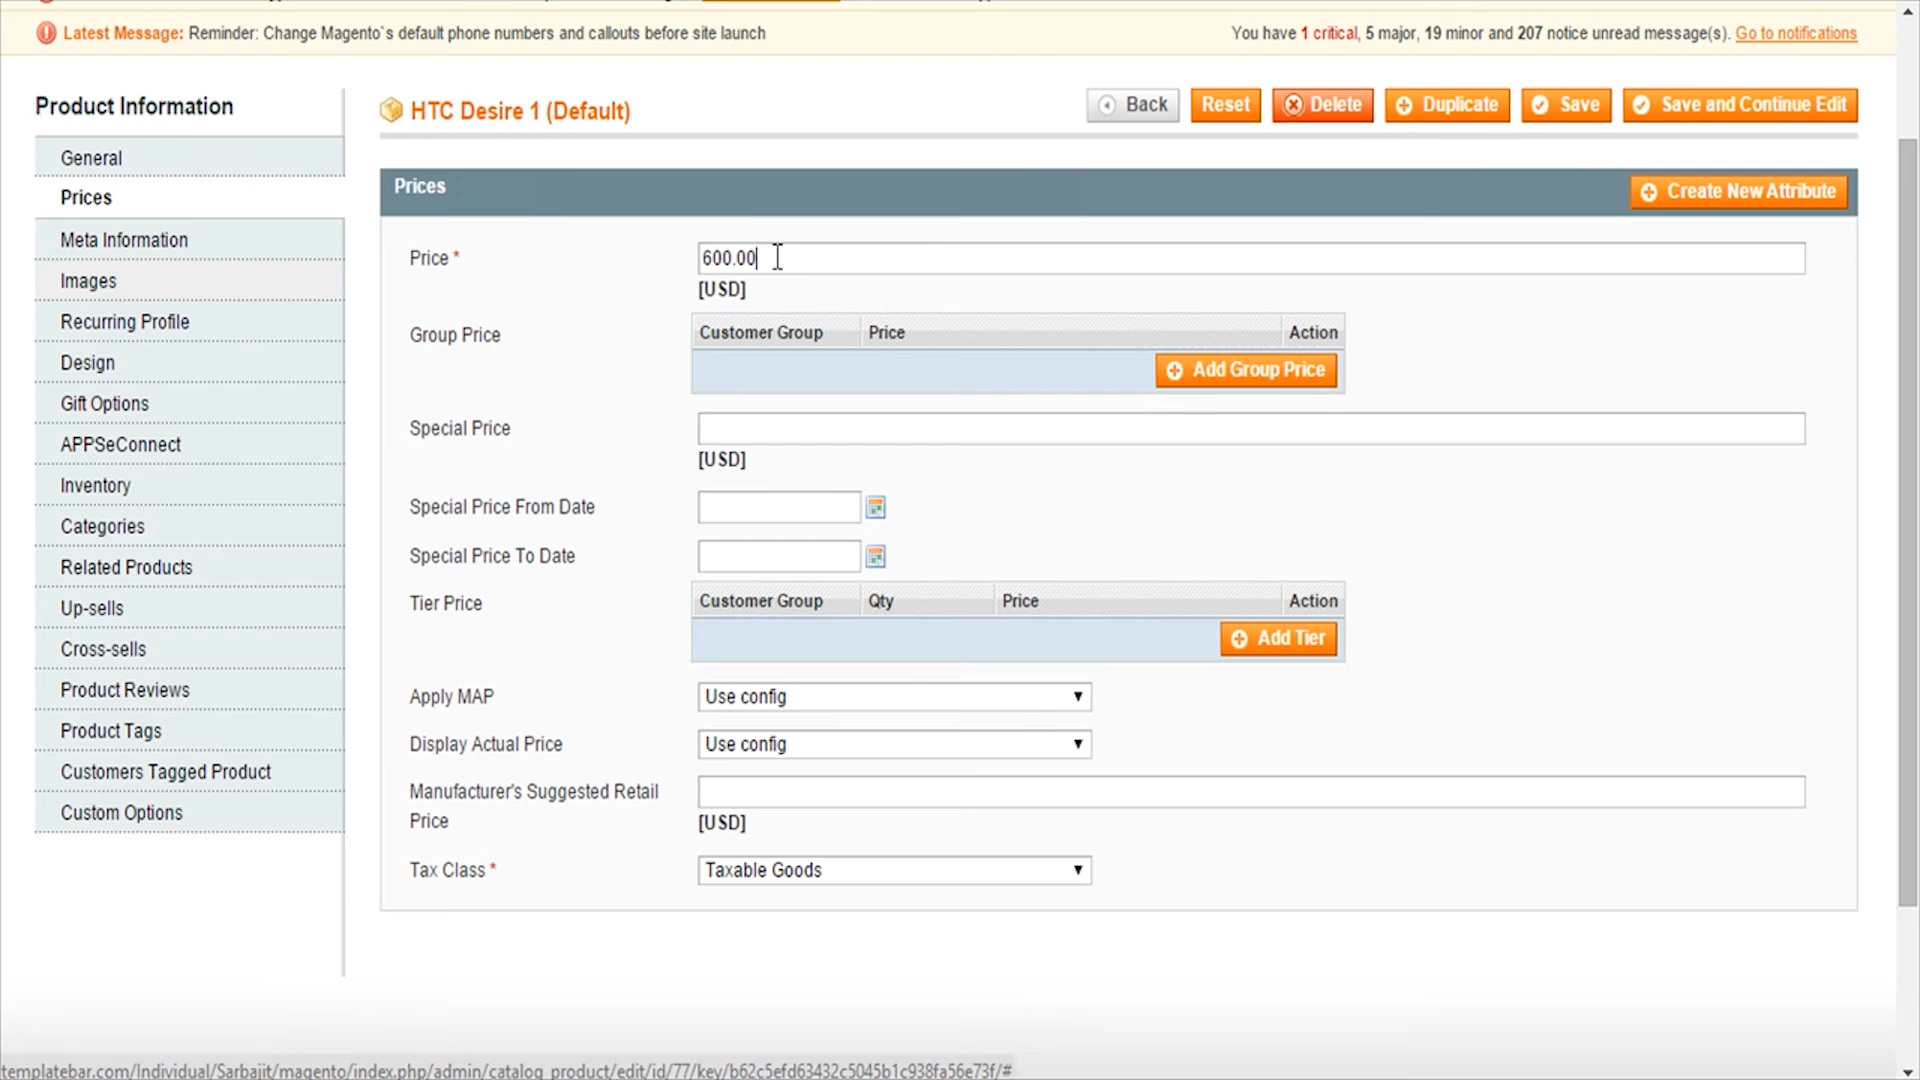 Latest Message: Reminder: Change Magento`s default phone numbers and callouts before site launch
You have 1 critical, 5 major, 19 minor and 207 notice unread message(s). Go to notifications
Product Information
General
Prices
Meta Information
Images
Recurring Profile
Design
Gift Options
APPSeConnect
Inventory
Categories
Related Products
Up-sells
Cross-sells
Product Reviews
Product Tags
Customers Tagged Product
Custom Options
HTC Desire 1 (Default)
Back Reset Delete Duplicate Save Save and Continue Edit
Prices
Create New Attribute
Price * 600.00
[USD]
Group Price
Customer Group Price Action
Add Group Price
Special Price
[USD]
Special Price From Date
Special Price To Date
Tier Price
Customer Group Qty Price Action
Add Tier
Apply MAP Use config
Display Actual Price Use config
Manufacturer's Suggested Retail
Price
[USD]
Tax Class * Taxable Goods
templatebar.com/Individual/Sarbajit/magento/index.php/admin/catalog_product/edit/id/77/key/b62c5efd63432c5045b1c938fa56e73f/#